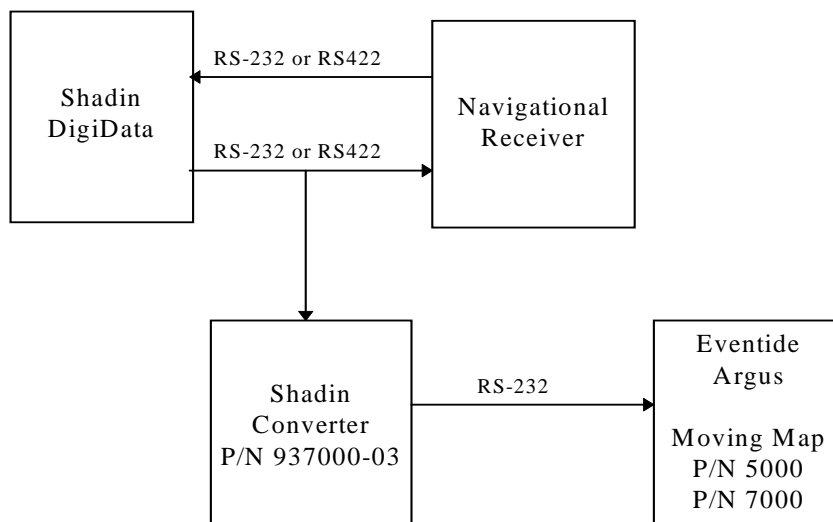 RS-232 or RS422
Shadin
DigiData
Navigational
Receiver
RS-232 or RS422
Shadin
Converter
P/N 937000-03
RS-232
Eventide
Argus
Moving Map
P/N 5000
P/N 7000